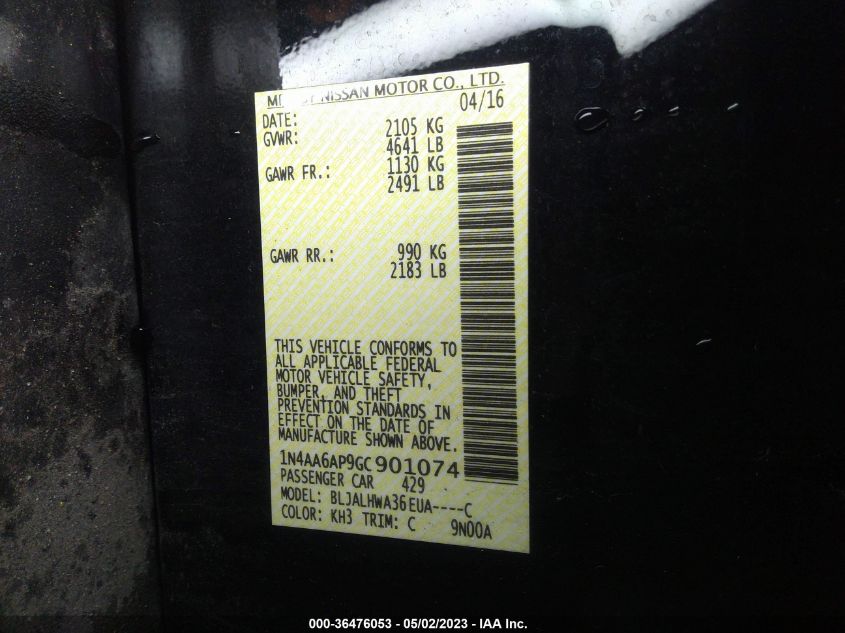 NISSAN MOTOR CO., LTD.
DATE: 04/16
GVWR: 2105 KG
4641 LB
GAWR FR.: 1130 KG
2491 LB
GAWR RR.: 990 KG
2183 LB
THIS VEHICLE CONFORMS TO
ALL APPLICABLE FEDERAL
MOTOR VEHICLE SAFETY,
BUMPER, AND THEFT
PREVENTION STANDARDS IN
EFFECT ON THE DATE OF
MANUFACTURE SHOWN ABOVE.
1N4AA6AP9GC901074
PASSENGER CAR 429
MODEL: BLJALHWA36EUA----C
COLOR: KH3 TRIM: C 9N00A
000-36476053 - 05/02/2023 - IAA Inc.